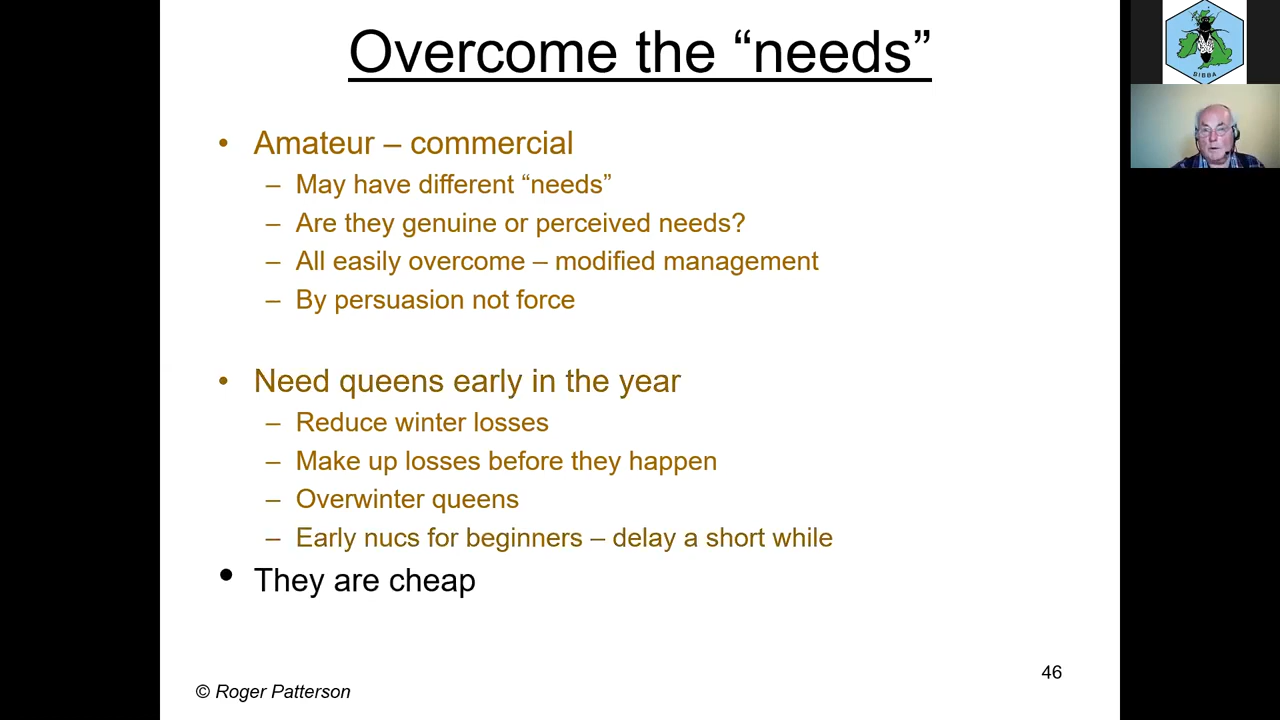 Overcome the “needs”
• Amateur – commercial
– May have different “needs”
– Are they genuine or perceived needs?
– All easily overcome – modified management
– By persuasion not force
• Need queens early in the year
– Reduce winter losses
– Make up losses before they happen
– Overwinter queens
– Early nucs for beginners – delay a short while
• They are cheap
46
© Roger Patterson
BIBBA